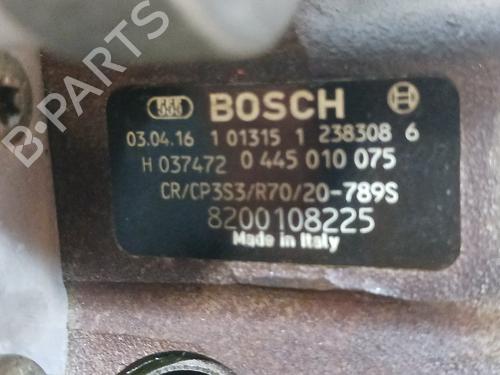 555 BOSCH
03.04.16 1 01315 1 238308 6
H 037472 0 445 010 075
CR/CP3S3/R70/20-789S
8200108225
Made in Italy
B-PARTS